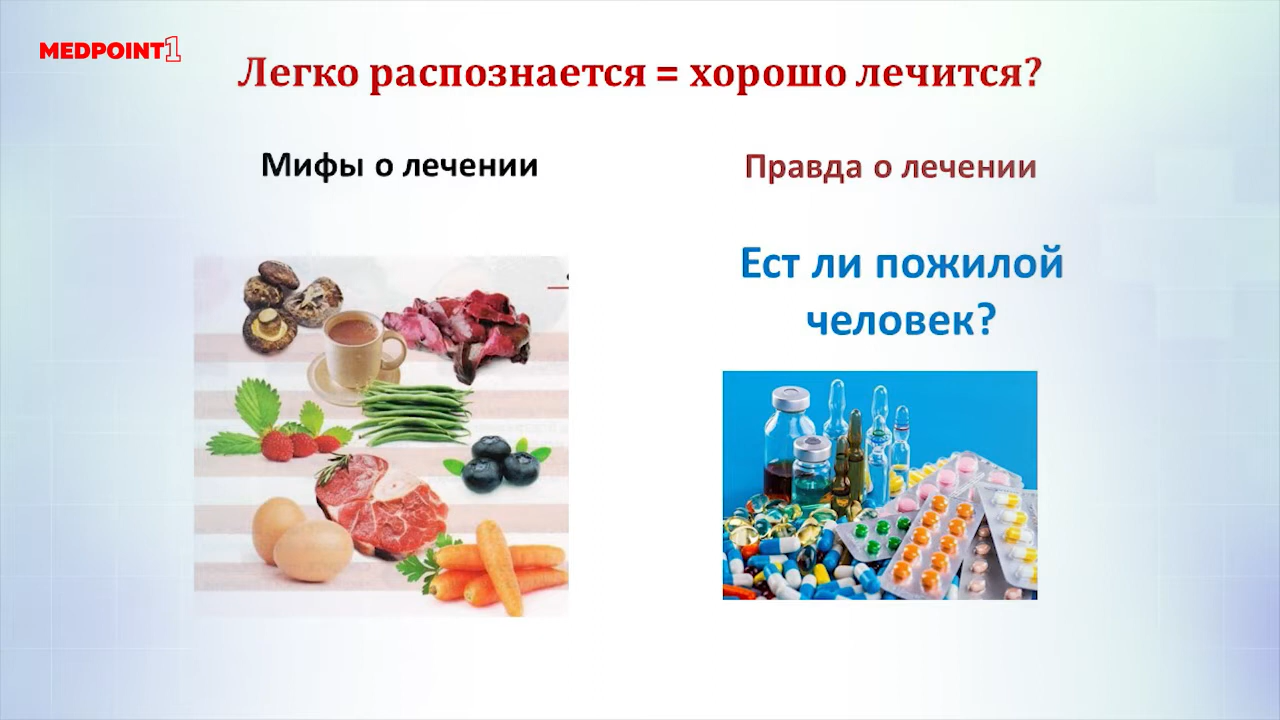 MEDPOINT1
Легко распознается = хорошо лечится?
Мифы о лечении
Правда о лечении
Ест ли пожилой
человек?